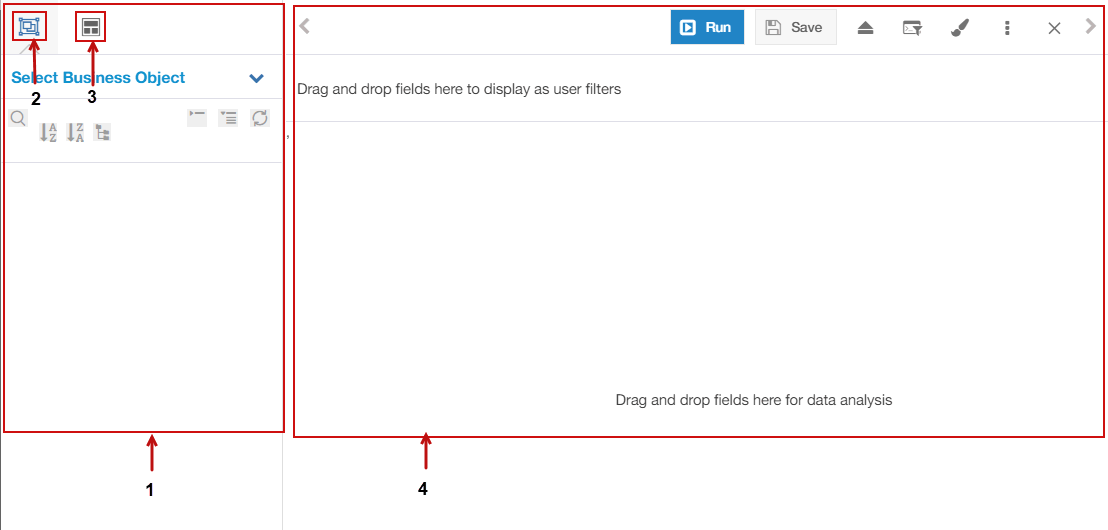 Run
Save
Select Business Object
2
3
Drag and drop fields here to display as user filters
A
Z
Z
A
,
Drag and drop fields here for data analysis
1
4